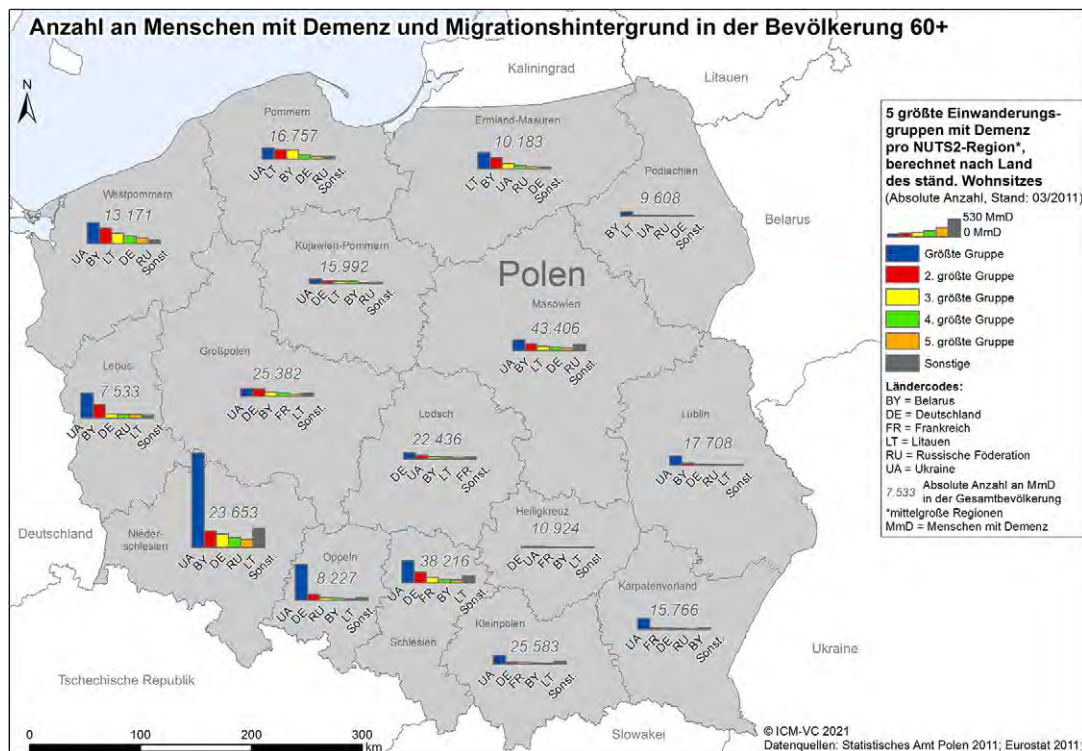 Anzahl an Menschen mit Demenz und Migrationshintergrund in der Bevölkerung 60+
N
Kaliningrad
Litauen
Belarus
Ukraine
Slowakei
Tschechische Republik
Deutschland
Polen
Pommern
16.757
UA LT BY DE RU Sonst.
Ermland-Masuren
10.183
LT BY UA RU DE Sonst.
Podlachien
9.608
BY LT UA RU DE Sonst.
Westpommern
13.171
UA BY LT DE RU Sonst.
Kujawien-Pommern
15.992
UA DE LT BY RU Sonst.
Masowien
43.406
UA BY LT DE RU Sonst.
Lebus
7.533
UA BY DE RU LT Sonst.
Großpolen
25.382
UA DE BY FR LT Sonst.
Lodsch
22.436
DE UA BY LT FR Sonst.
Lublin
17.708
UA BY DE RU LT Sonst.
Nieder-
schlesien
23.653
UA BY DE RU LT Sonst.
Oppeln
8.227
UA DE RU BY LT Sonst.
Schlesien
38.216
UA DE FR BY LT Sonst.
Heiligkreuz
10.924
DE UA FR BY LT Sonst.
Kleinpolen
25.583
UA DE FR BY LT Sonst.
Karpatenvorland
15.766
UA FR DE RU BY Sonst.
5 größte Einwanderungs-
gruppen mit Demenz
pro NUTS2-Region*,
berechnet nach Land
des ständ. Wohnsitzes
(Absolute Anzahl, Stand: 03/2011)
530 MmD
0 MmD
Größte Gruppe
2. größte Gruppe
3. größte Gruppe
4. größte Gruppe
5. größte Gruppe
Sonstige
Ländercodes:
BY = Belarus
DE = Deutschland
FR = Frankreich
LT = Litauen
RU = Russische Föderation
UA = Ukraine
7.533 Absolute Anzahl an MmD
in der Gesamtbevölkerung
*mittelgroße Regionen
MmD = Menschen mit Demenz
0 100 200 300
km
© ICM-VC 2021
Datenquellen: Statistisches Amt Polen 2011; Eurostat 2011;